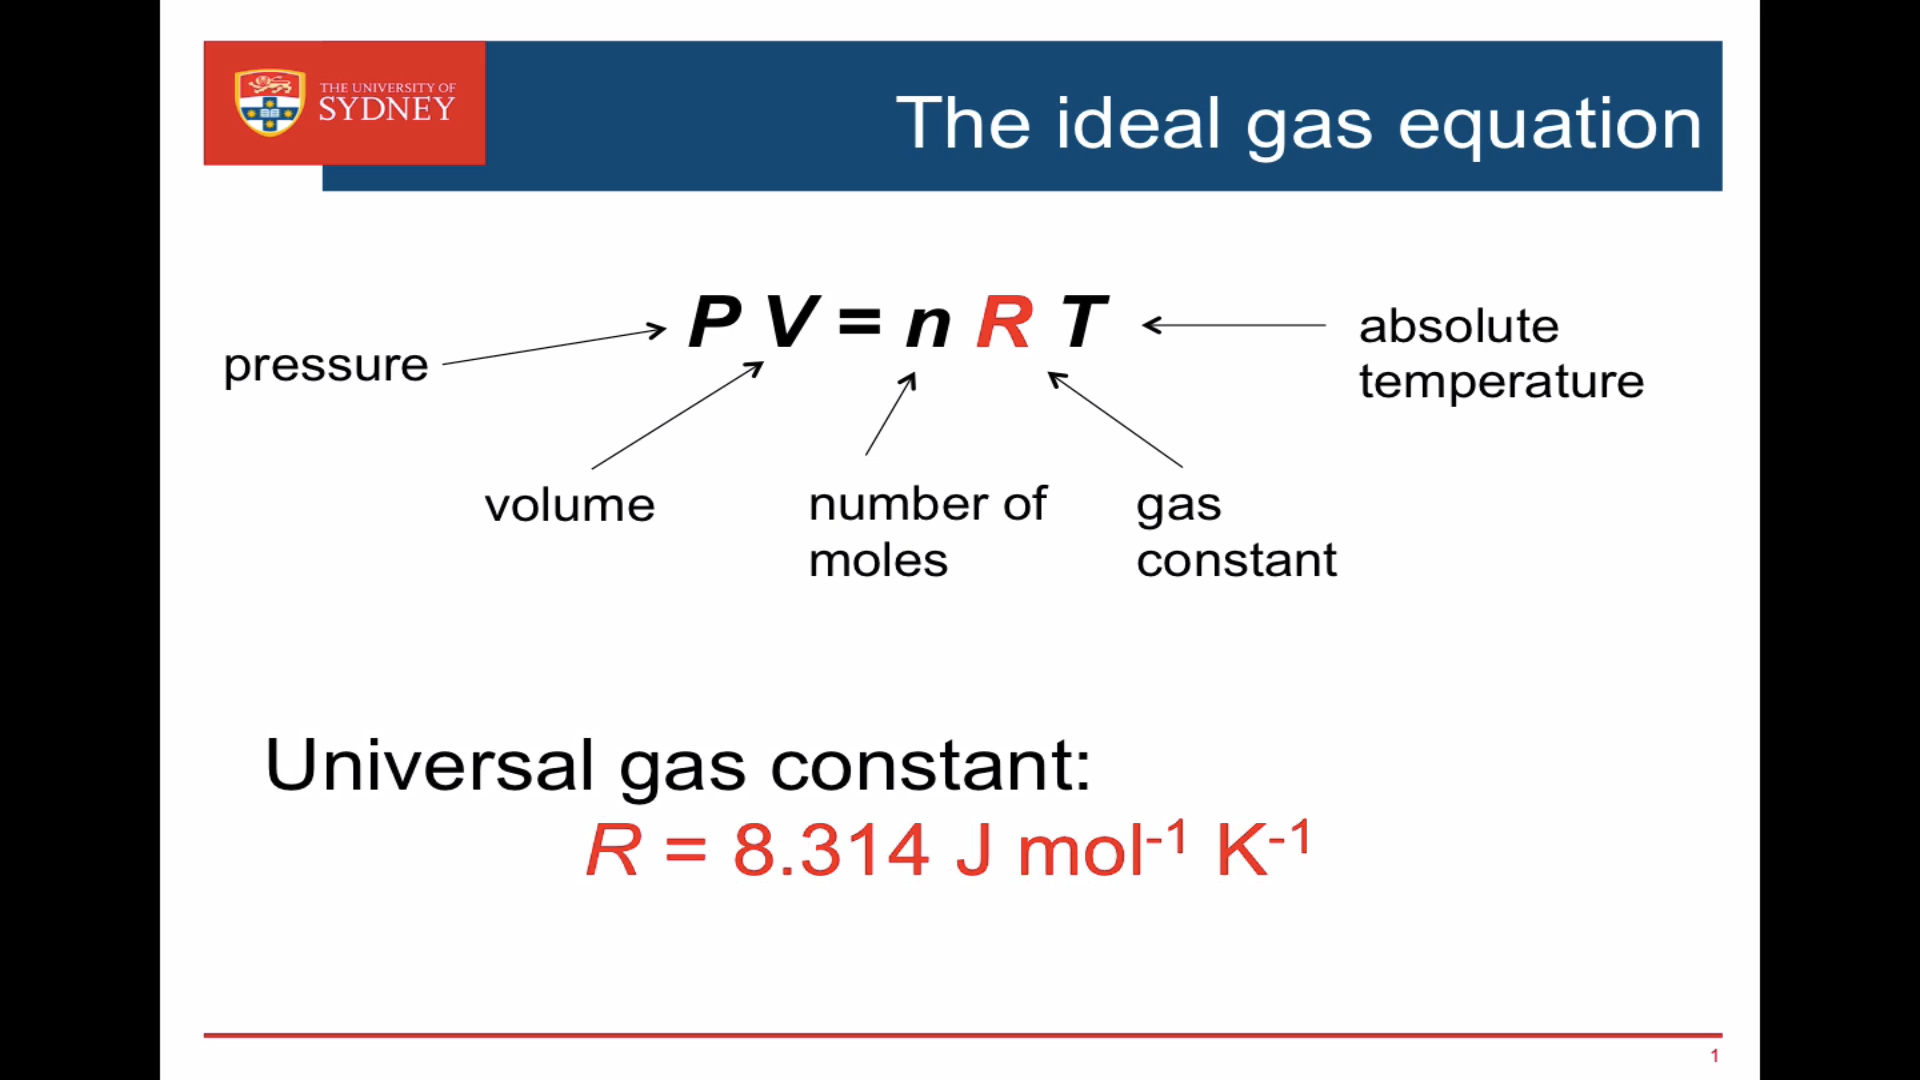 THE UNIVERSITY OF
SYDNEY
The ideal gas equation
P V = n R T
pressure
absolute
temperature
volume
number of
moles
gas
constant
Universal gas constant:
R = 8.314 J mol⁻¹ K⁻¹
1